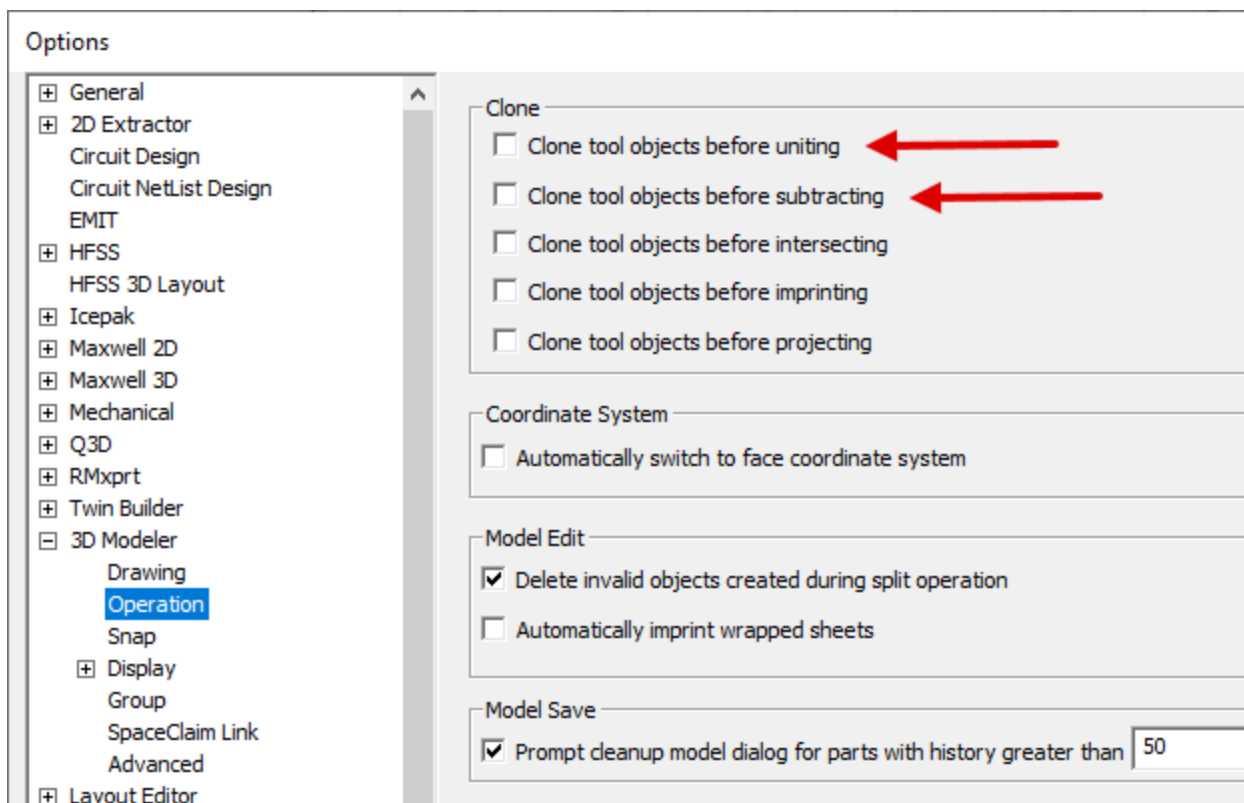 Options
General
2D Extractor
Circuit Design
Circuit NetList Design
EMIT
HFSS
HFSS 3D Layout
Icepak
Maxwell 2D
Maxwell 3D
Mechanical
Q3D
RMxprt
Twin Builder
3D Modeler
Drawing
Operation
Snap
Display
Group
SpaceClaim Link
Advanced
Layout Editor
Clone
Clone tool objects before uniting
Clone tool objects before subtracting
Clone tool objects before intersecting
Clone tool objects before imprinting
Clone tool objects before projecting
Coordinate System
Automatically switch to face coordinate system
Model Edit
Delete invalid objects created during split operation
Automatically imprint wrapped sheets
Model Save
Prompt cleanup model dialog for parts with history greater than 50